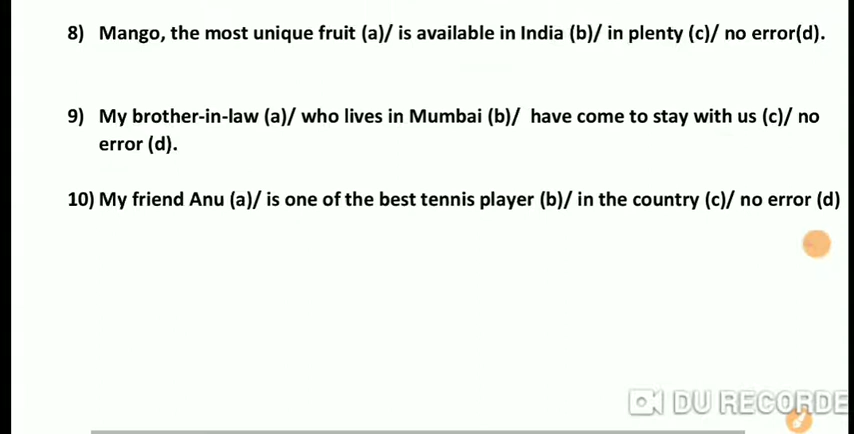 8) Mango, the most unique fruit (a)/ is available in India (b)/ in plenty (c)/ no error(d).
9) My brother-in-law (a)/ who lives in Mumbai (b)/ have come to stay with us (c)/ no
error (d).
10) My friend Anu (a)/ is one of the best tennis player (b)/ in the country (c)/ no error (d)
DU RECORDE